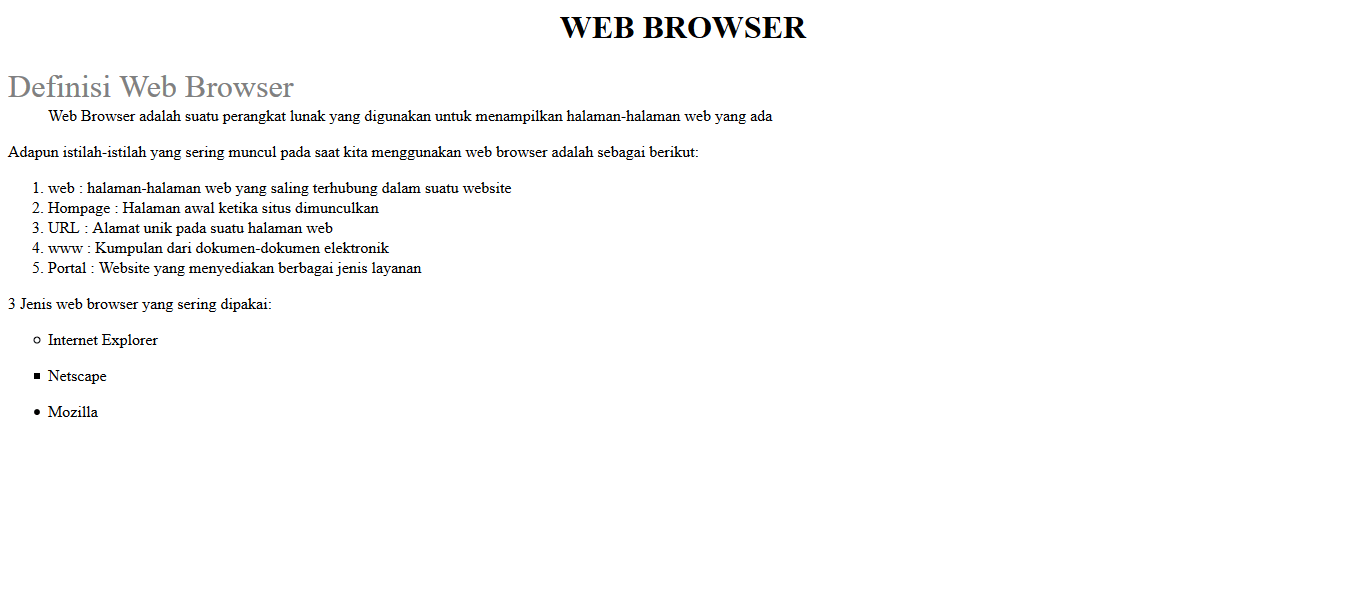 WEB BROWSER
Definisi Web Browser
Web Browser adalah suatu perangkat lunak yang digunakan untuk menampilkan halaman-halaman web yang ada
Adapun istilah-istilah yang sering muncul pada saat kita menggunakan web browser adalah sebagai berikut:
1. web : halaman-halaman web yang saling terhubung dalam suatu website
2. Hompage : Halaman awal ketika situs dimunculkan
3. URL : Alamat unik pada suatu halaman web
4. www : Kumpulan dari dokumen-dokumen elektronik
5. Portal : Website yang menyediakan berbagai jenis layanan
3 Jenis web browser yang sering dipakai:
○ Internet Explorer
■ Netscape
● Mozilla